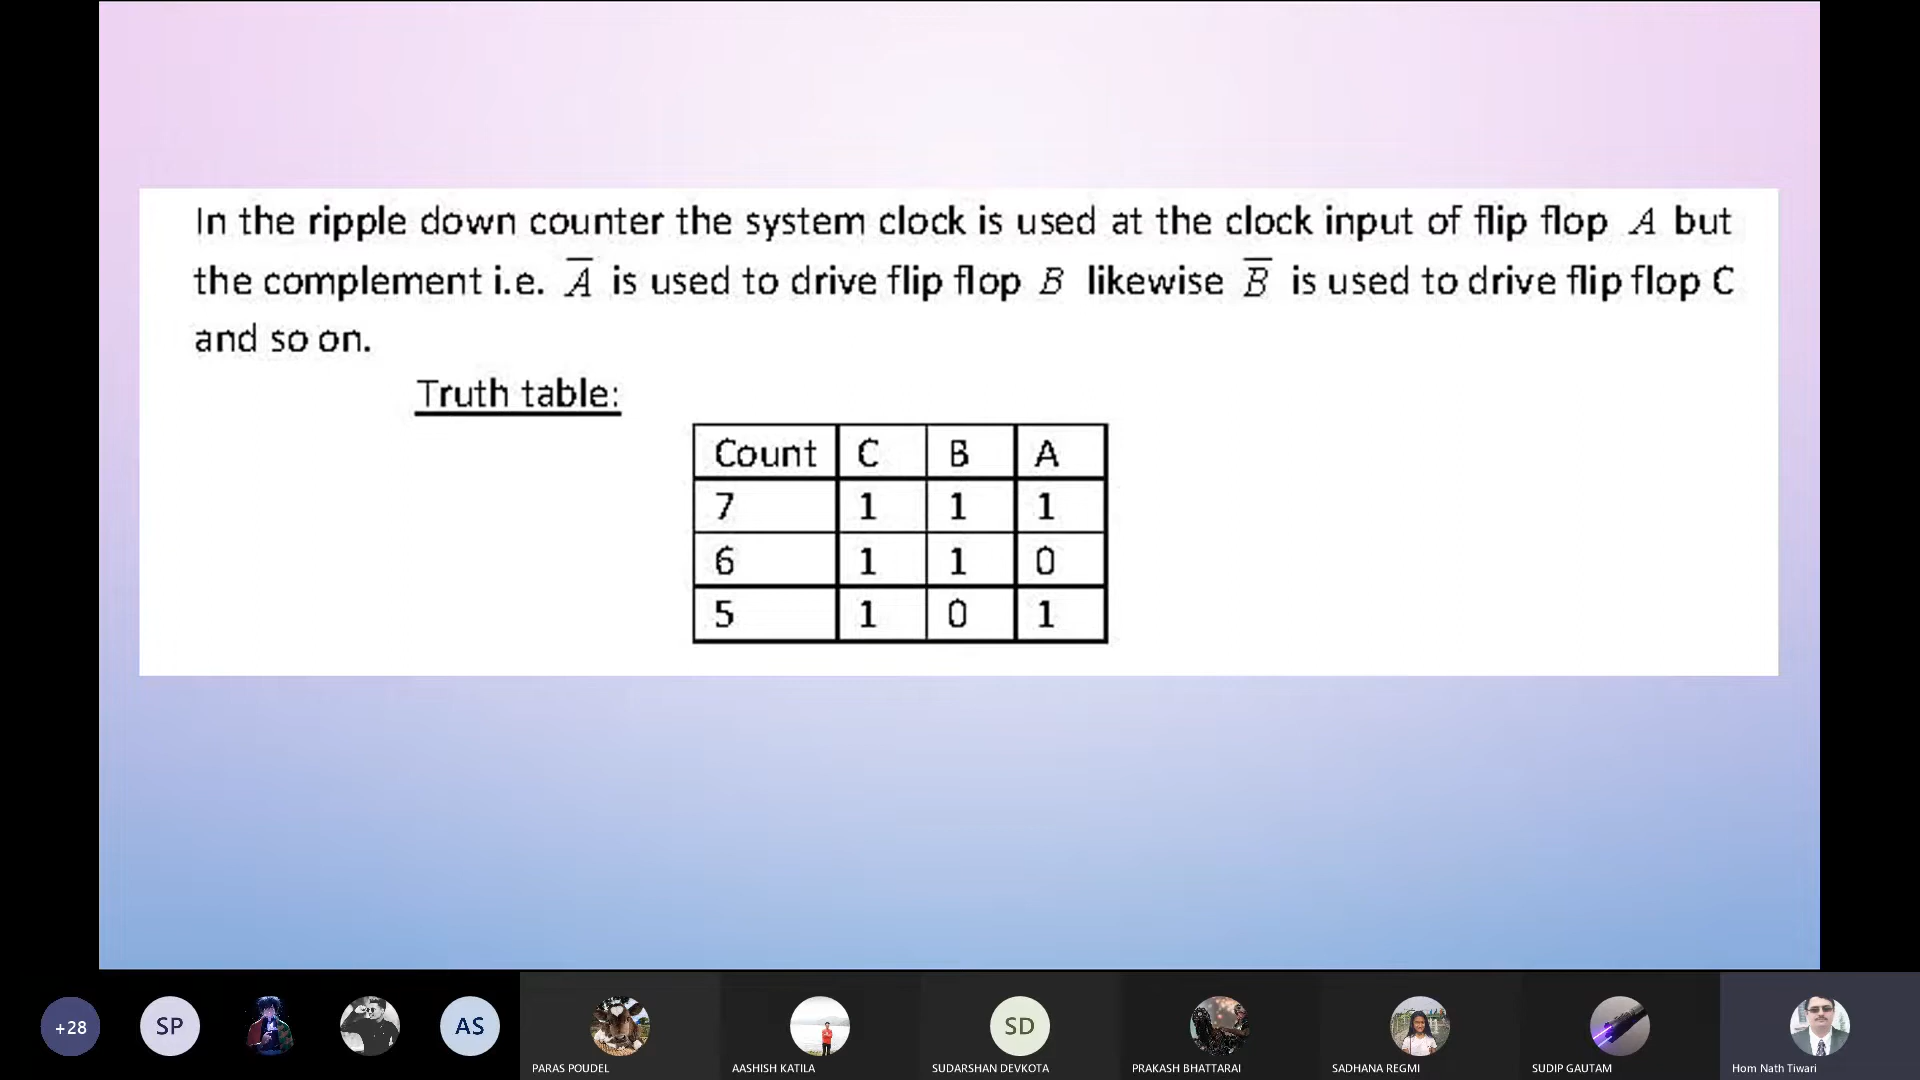 In the ripple down counter the system clock is used at the clock input of flip flop A but
the complement i.e. A̅ is used to drive flip flop B likewise B̅ is used to drive flip flop C
and so on.
Truth table:
Count C B A
7 1 1 1
6 1 1 0
5 1 0 1
+28 SP AS SD
PARAS POUDEL AASHISH KATILA SUDARSHAN DEVKOTA PRAKASH BHATTARAI SADHANA REGMI SUDIP GAUTAM Hom Nath Tiwari